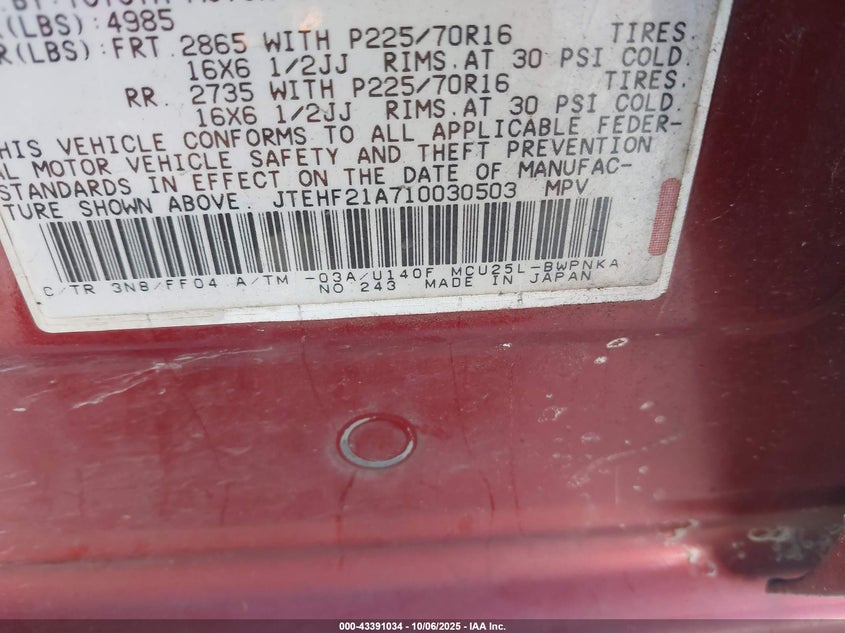 (LBS):4985
R(LBS):FRT 2865 WITH P225/70R16 TIRES.
16X6 1/2JJ RIMS.AT 30 PSI COLD.
RR. 2735 WITH P225/70R16 TIRES.
16X6 1/2JJ RIMS.AT 30 PSI COLD.
HIS VEHICLE CONFORMS TO ALL APPLICABLE FEDER-
AL MOTOR VEHICLE SAFETY AND THEFT PREVENTION
STANDARDS IN EFFECT ON THE DATE OF MANUFAC-
TURE SHOWN ABOVE. JTEHF21A710030503 MPV
C/TR 3N8/FF04 A/TM -03A/U140F MCU25L-BWPNKA
NO.243 MADE IN JAPAN
000-43391034 - 10/06/2025 - IAA Inc.